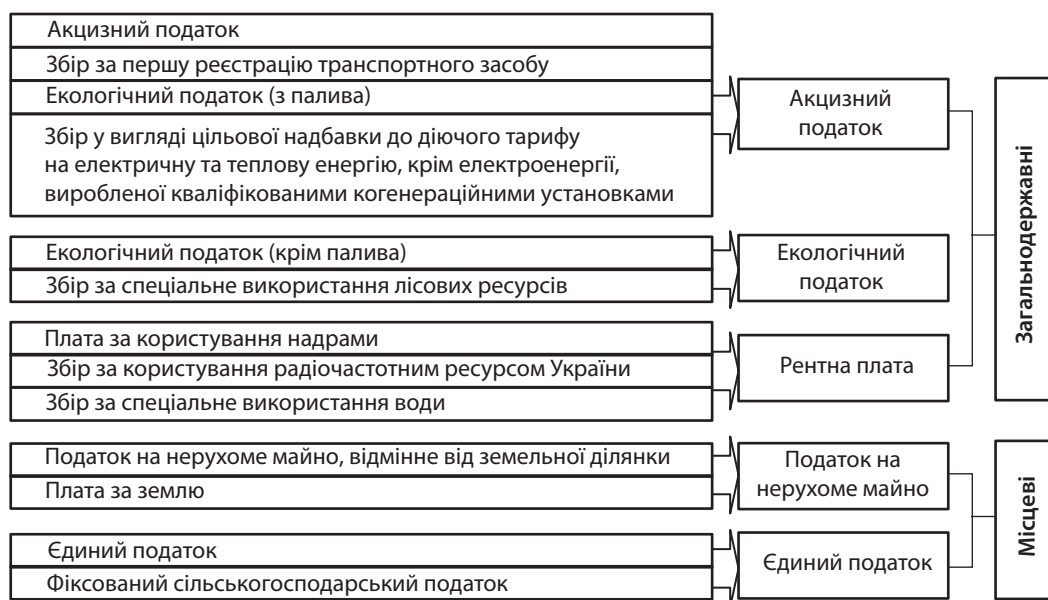 Акцизний податок
Збір за першу реєстрацію транспортного засобу
Екологічний податок (з палива)
Збір у вигляді цільової надбавки до діючого тарифу
на електричну та теплову енергію, крім електроенергії,
виробленої кваліфікованими когенераційними установками
Акцизний
податок
Екологічний податок (крім палива)
Збір за спеціальне використання лісових ресурсів
Екологічний
податок
Плата за користування надрами
Збір за користування радіочастотним ресурсом України
Збір за спеціальне використання води
Рентна плата
Загальнодержавні
Податок на нерухоме майно, відмінне від земельної ділянки
Плата за землю
Податок на
нерухоме майно
Єдиний податок
Фіксований сільськогосподарський податок
Єдиний податок
Місцеві